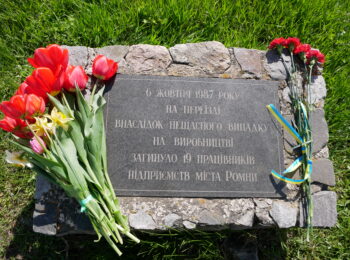 6 жовтня 1987 року
на переїзді
внаслідок нещасного випадку
на виробництві
загинуло 19 працівників
підприємств міста Ромни